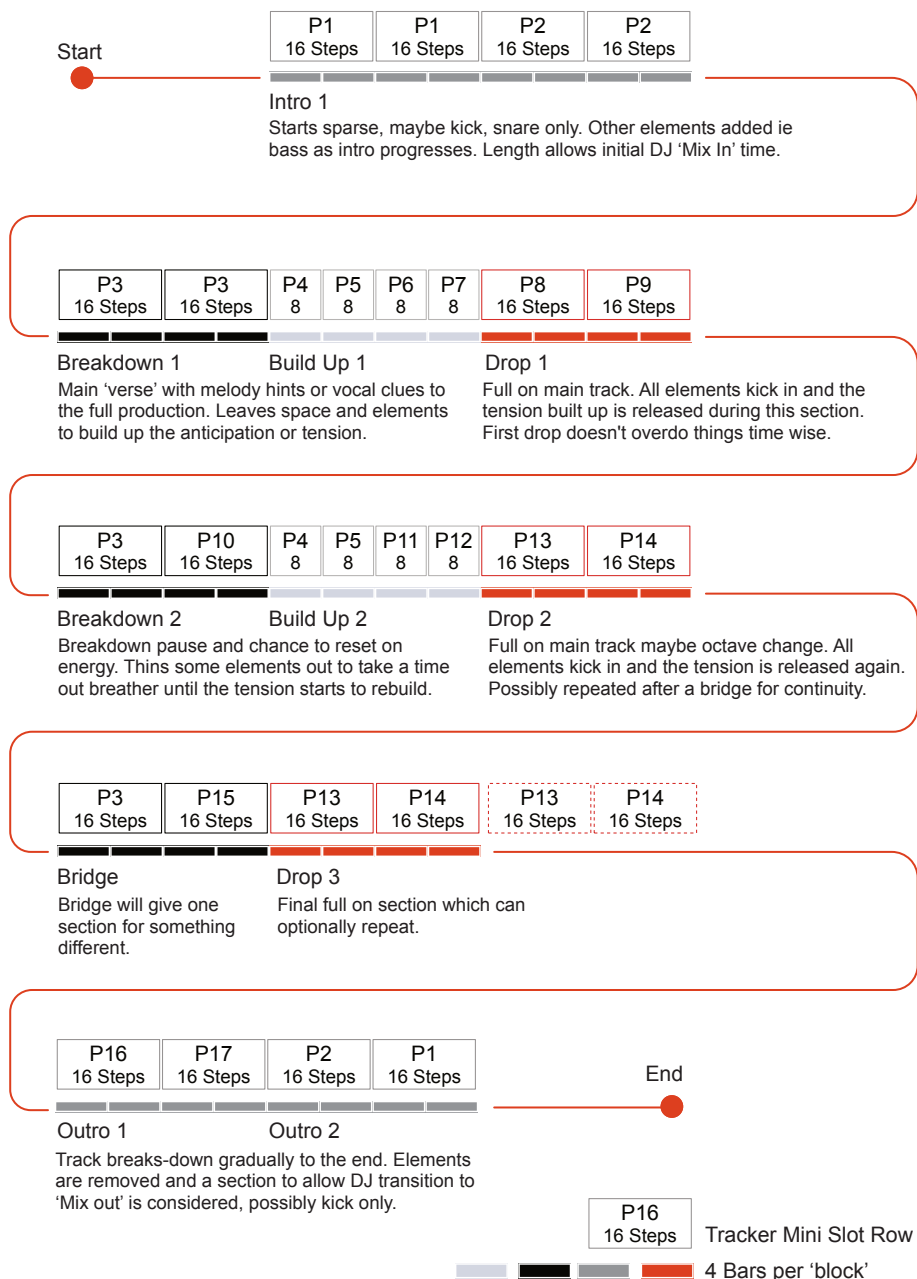 Start
P1 P1 P2 P2
16 Steps 16 Steps 16 Steps 16 Steps
Intro 1
Starts sparse, maybe kick, snare only. Other elements added ie
bass as intro progresses. Length allows initial DJ ‘Mix In’ time.
P3 P3 P4 P5 P6 P7 P8 P9
16 Steps 16 Steps 8 8 8 8 16 Steps 16 Steps
Breakdown 1
Main ‘verse’ with melody hints or vocal clues to
the full production. Leaves space and elements
to build up the anticipation or tension.
Build Up 1
Drop 1
Full on main track. All elements kick in and the
tension built up is released during this section.
First drop doesn't overdo things time wise.
P3 P10 P4 P5 P11 P12 P13 P14
16 Steps 16 Steps 8 8 8 8 16 Steps 16 Steps
Breakdown 2
Breakdown pause and chance to reset on
energy. Thins some elements out to take a time
out breather until the tension starts to rebuild.
Build Up 2
Drop 2
Full on main track maybe octave change. All
elements kick in and the tension is released again.
Possibly repeated after a bridge for continuity.
P3 P15 P13 P14 P13 P14
16 Steps 16 Steps 16 Steps 16 Steps 16 Steps 16 Steps
Bridge
Bridge will give one
section for something
different.
Drop 3
Final full on section which can
optionally repeat.
P16 P17 P2 P1
16 Steps 16 Steps 16 Steps 16 Steps
End
Outro 1 Outro 2
Track breaks-down gradually to the end. Elements
are removed and a section to allow DJ transition to
‘Mix out’ is considered, possibly kick only.
P16
16 Steps Tracker Mini Slot Row
4 Bars per ‘block’